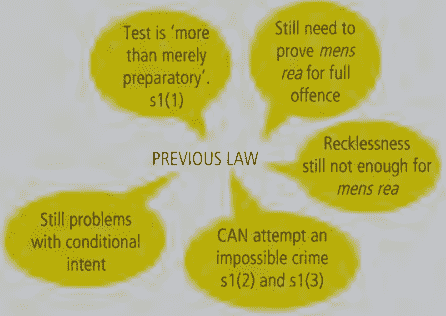 Test is ‘more
than merely
preparatory’.
s1(1)
Still need to
prove mens
rea for full
offence
PREVIOUS LAW
Recklessness
still not enough for
mens rea
Still problems
with conditional
intent
CAN attempt an
impossible crime
s1(2) and s1(3)